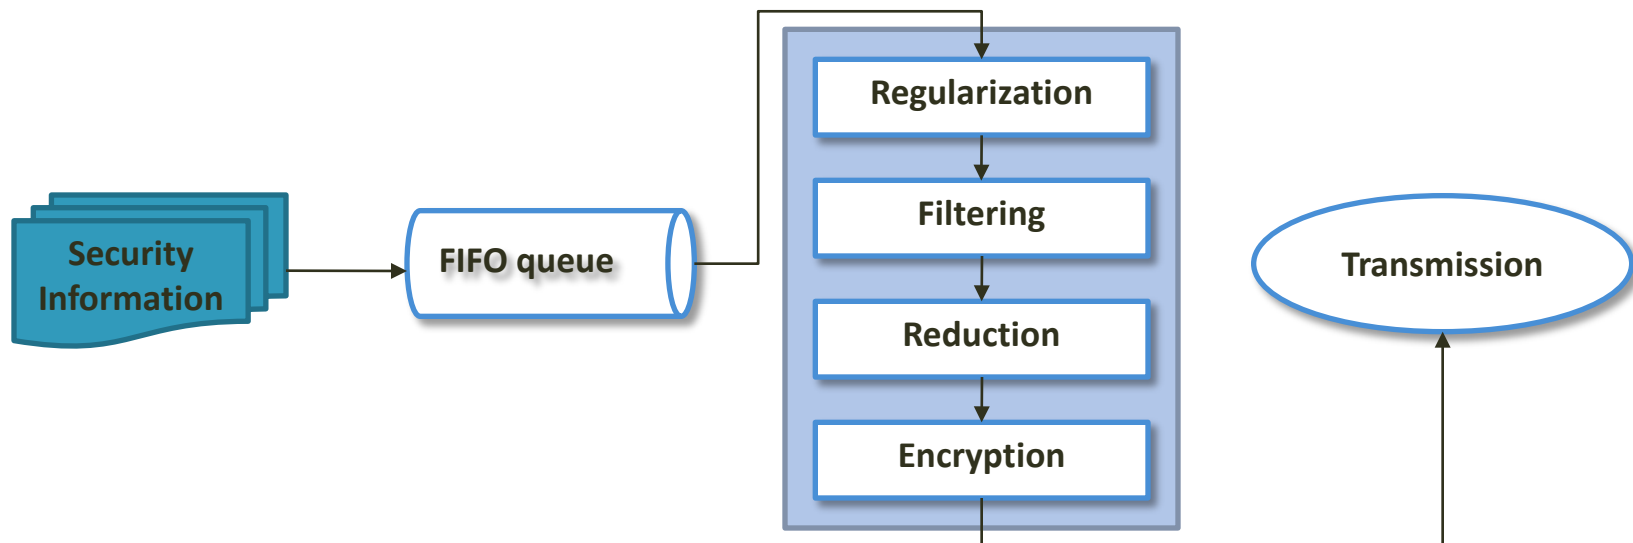 Security
Information
FIFO queue
Regularization
Filtering
Reduction
Encryption
Transmission